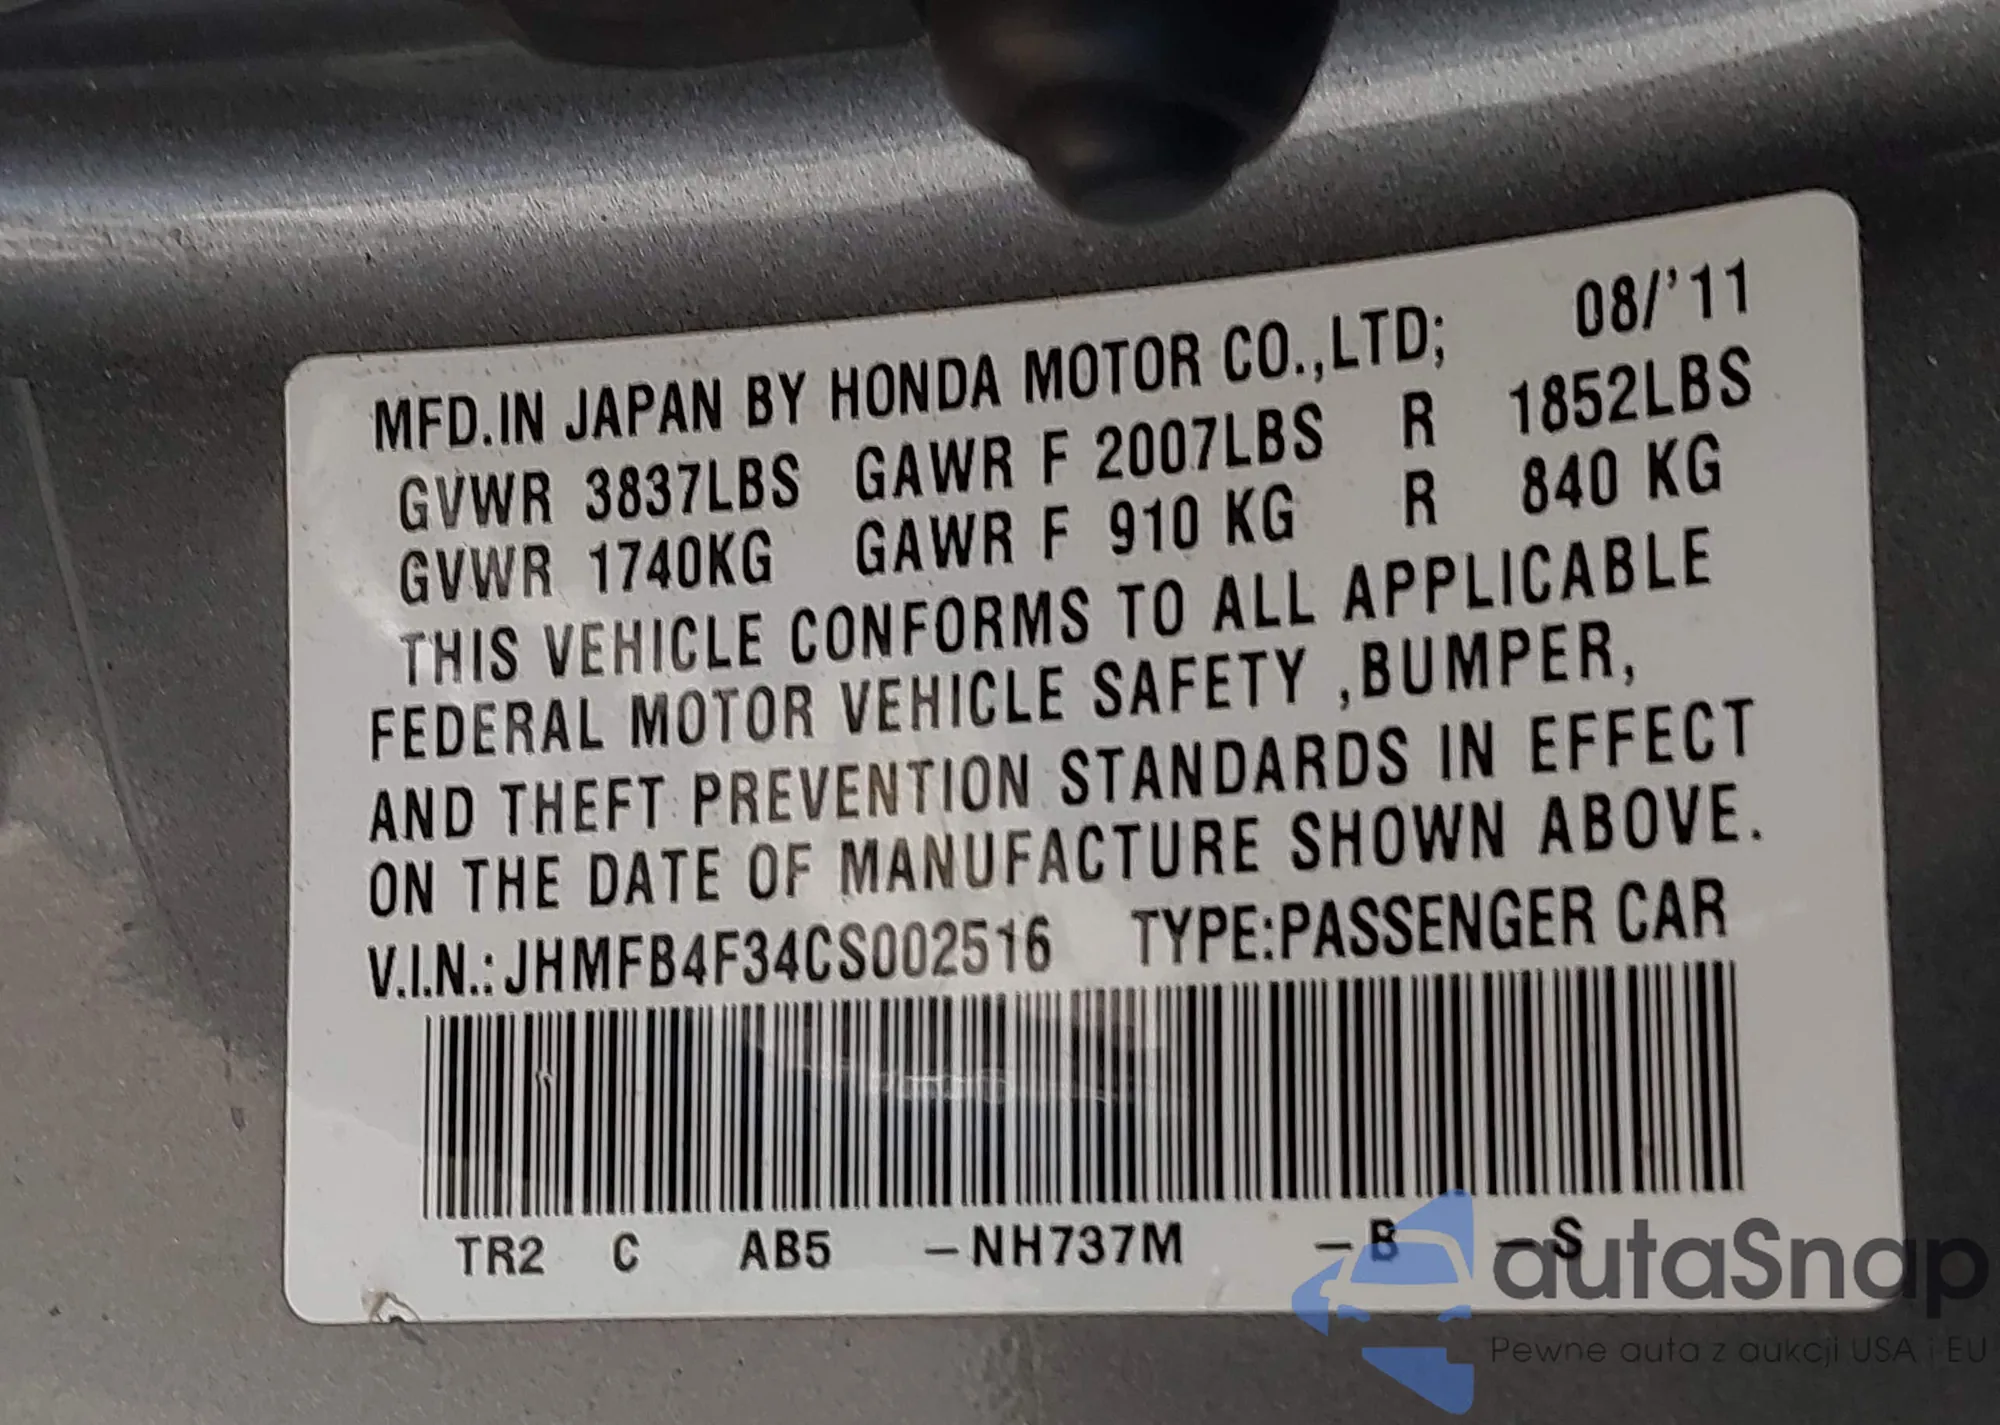 MFD.IN JAPAN BY HONDA MOTOR CO.,LTD; 08/'11
GVWR 3837LBS GAWR F 2007LBS R 1852LBS
GVWR 1740KG GAWR F 910 KG R 840 KG
THIS VEHICLE CONFORMS TO ALL APPLICABLE
FEDERAL MOTOR VEHICLE SAFETY ,BUMPER,
AND THEFT PREVENTION STANDARDS IN EFFECT
ON THE DATE OF MANUFACTURE SHOWN ABOVE.
V.I.N.: JHMFB4F34CS002516 TYPE:PASSENGER CAR
TR2 C AB5 –NH737M –B –S
autaSnap
Pewne auta z aukcji USA i EU